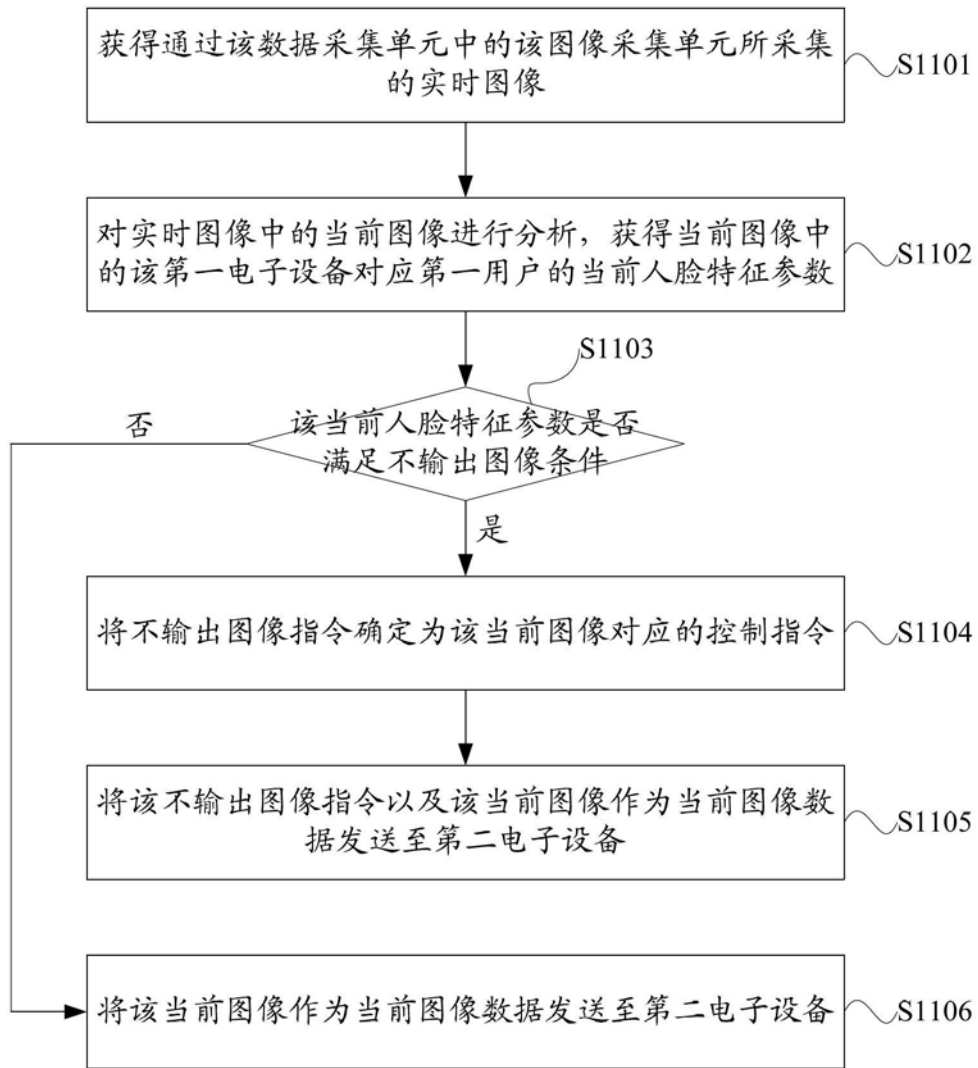 获得通过该数据采集单元中的该图像采集单元所采集
的实时图像
S1101
对实时图像中的当前图像进行分析，获得当前图像中
的该第一电子设备对应第一用户的当前人脸特征参数
S1102
S1103
否
该当前人脸特征参数是否
满足不输出图像条件
是
将不输出图像指令确定为该当前图像对应的控制指令
S1104
将该不输出图像指令以及该当前图像作为当前图像数
据发送至第二电子设备
S1105
将该当前图像作为当前图像数据发送至第二电子设备
S1106